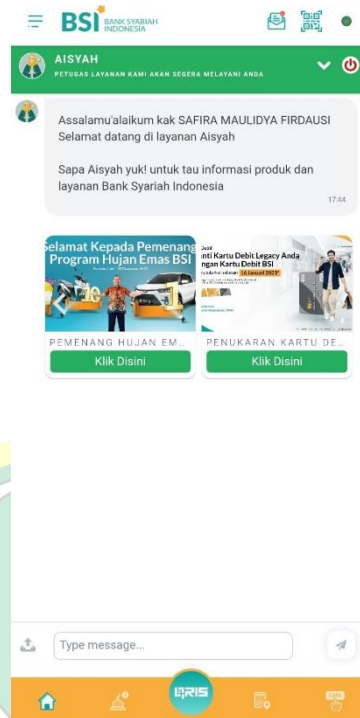 BSI BANK SYARIAH
INDONESIA
AISYAH
PETUGAS LAYANAN KAMI AKAN SEGERA MELAYANI ANDA
Assalamu'alaikum kak SAFIRA MAULIDYA FIRDAUSI
Selamat datang di layanan Aisyah
Sapa Aisyah yuk! untuk tau informasi produk dan
layanan Bank Syariah Indonesia
17:44
elamat Kepada Pemenang
Program Hujan Emas BSI
nti Kartu Debit Legacy Anda
ngan Kartu Debit BSI
PEMENANG HUJAN EM...
Klik Disini
PENUKARAN KARTU DE...
Klik Disini
Type message...
QRIS